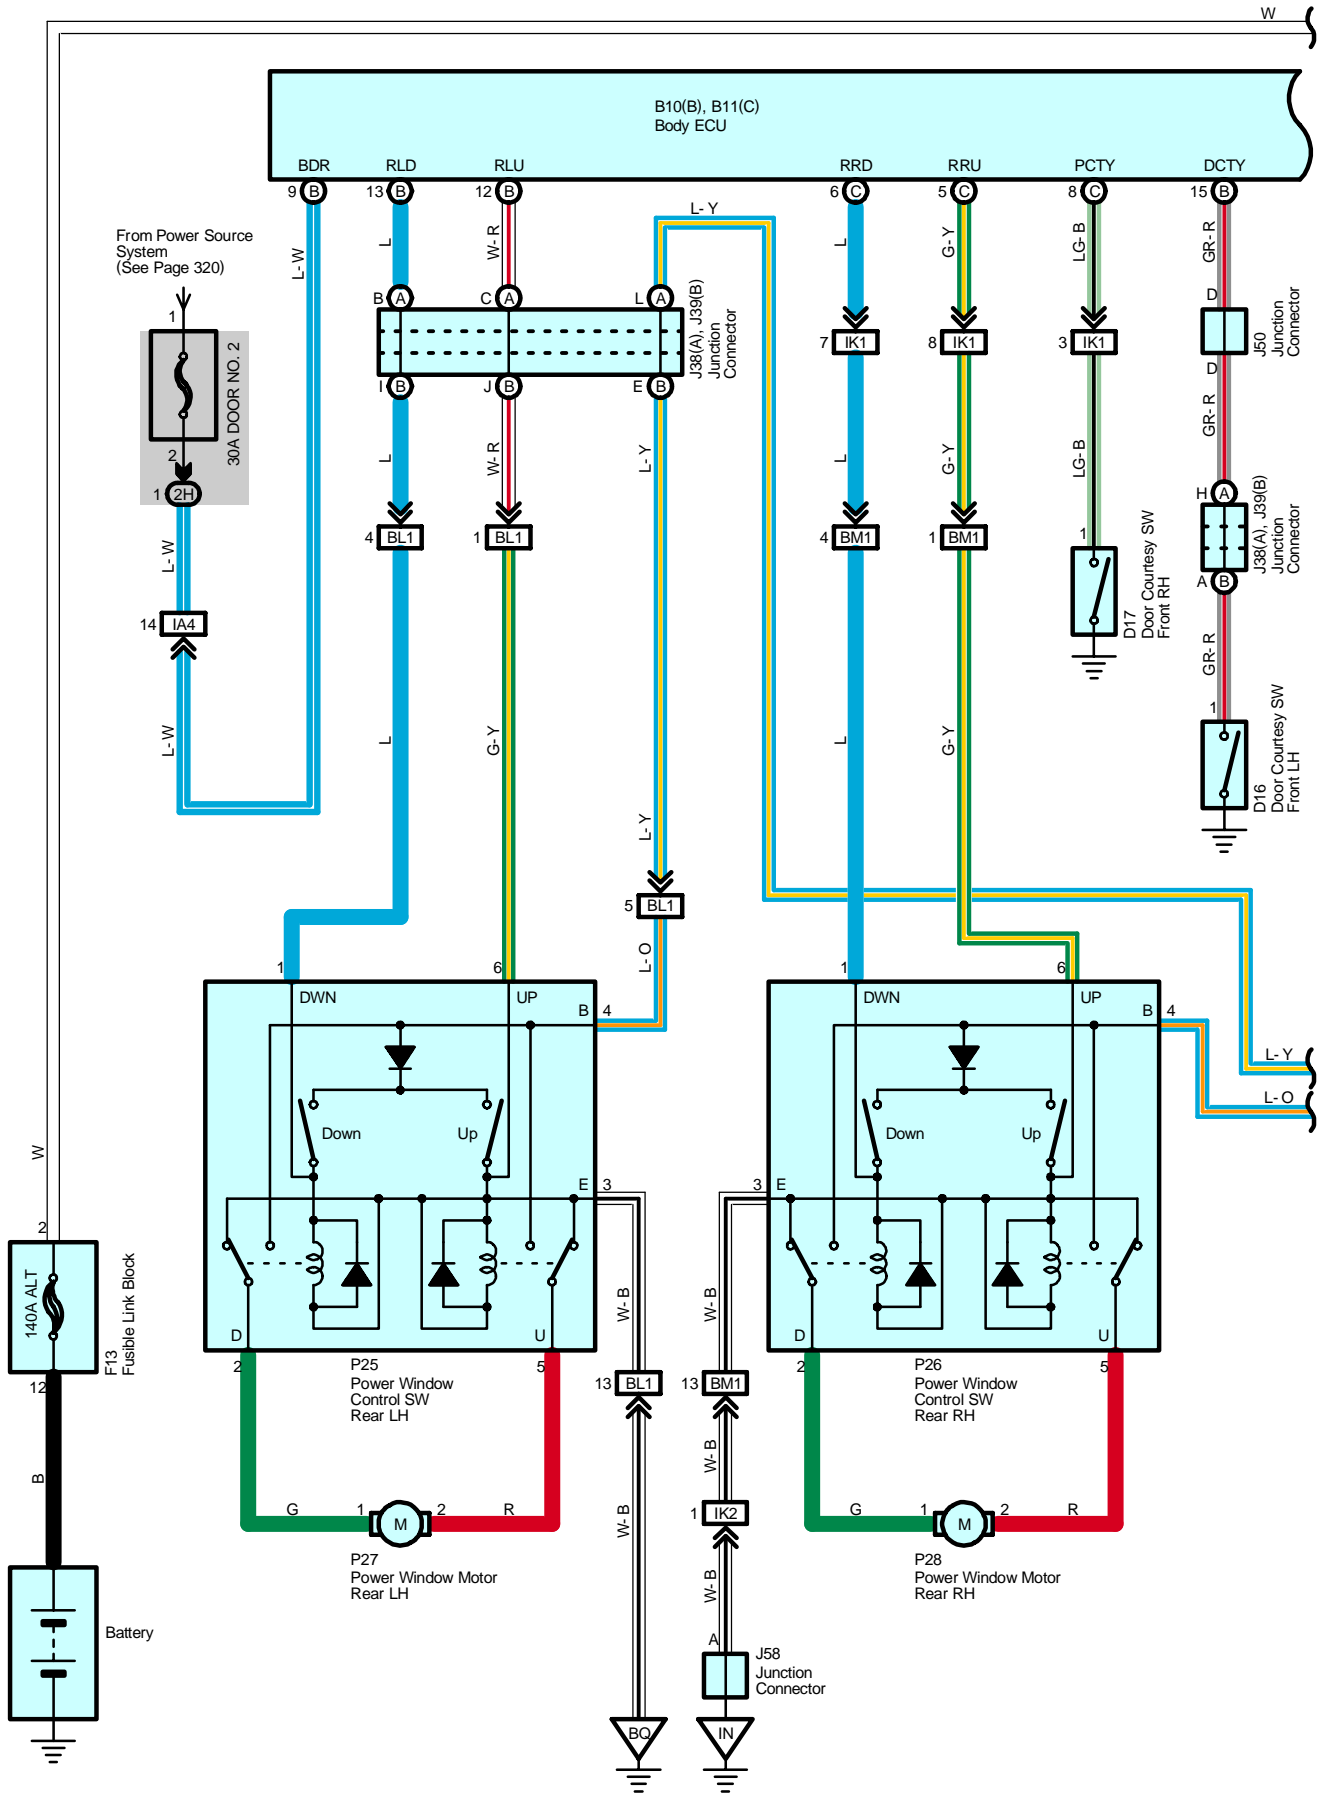 W
B10(B), B11(C)
Body ECU
BDR
RLD
RLU
RRD
RRU
PCTY
DCTY
9 B
13 B
12 B
6 C
5 C
8 C
15 B
From Power Source
System
(See Page 320)
L-W
L
W-R
L-Y
L
G-Y
LG-B
GR-R
1
30A DOOR NO. 2
2
1 2H
B A
C A
L A
J38(A), J39(B)
Junction
Connector
I B
J B
E B
7 IK1
8 IK1
3 IK1
D
J50
Junction
Connector
D
L
W-R
L-Y
L
G-Y
LG-B
GR-R
H A
J38(A), J39(B)
Junction
Connector
A B
4 BL1
1 BL1
4 BM1
1 BM1
1
D17
Door Courtesy SW
Front RH
L-W
14 IA4
L-W
L
G-Y
L
G-Y
GR-R
1
D16
Door Courtesy SW
Front LH
L-Y
5 BL1
L-O
1
6
DWN
UP
B 4
Down
Up
E 3
D
U
2
5
P25
Power Window
Control SW
Rear LH
1
6
DWN
UP
B 4
L-Y
L-O
Down
Up
3 E
D
U
2
5
P26
Power Window
Control SW
Rear RH
W
2
140A ALT
F13
Fusible Link Block
12
B
Battery
W-B
13 BL1
W-B
W-B
13 BM1
W-B
1 IK2
W-B
A
J58
Junction
Connector
G
1
M
2
R
P27
Power Window Motor
Rear LH
G
1
M
2
R
P28
Power Window Motor
Rear RH
BQ
IN